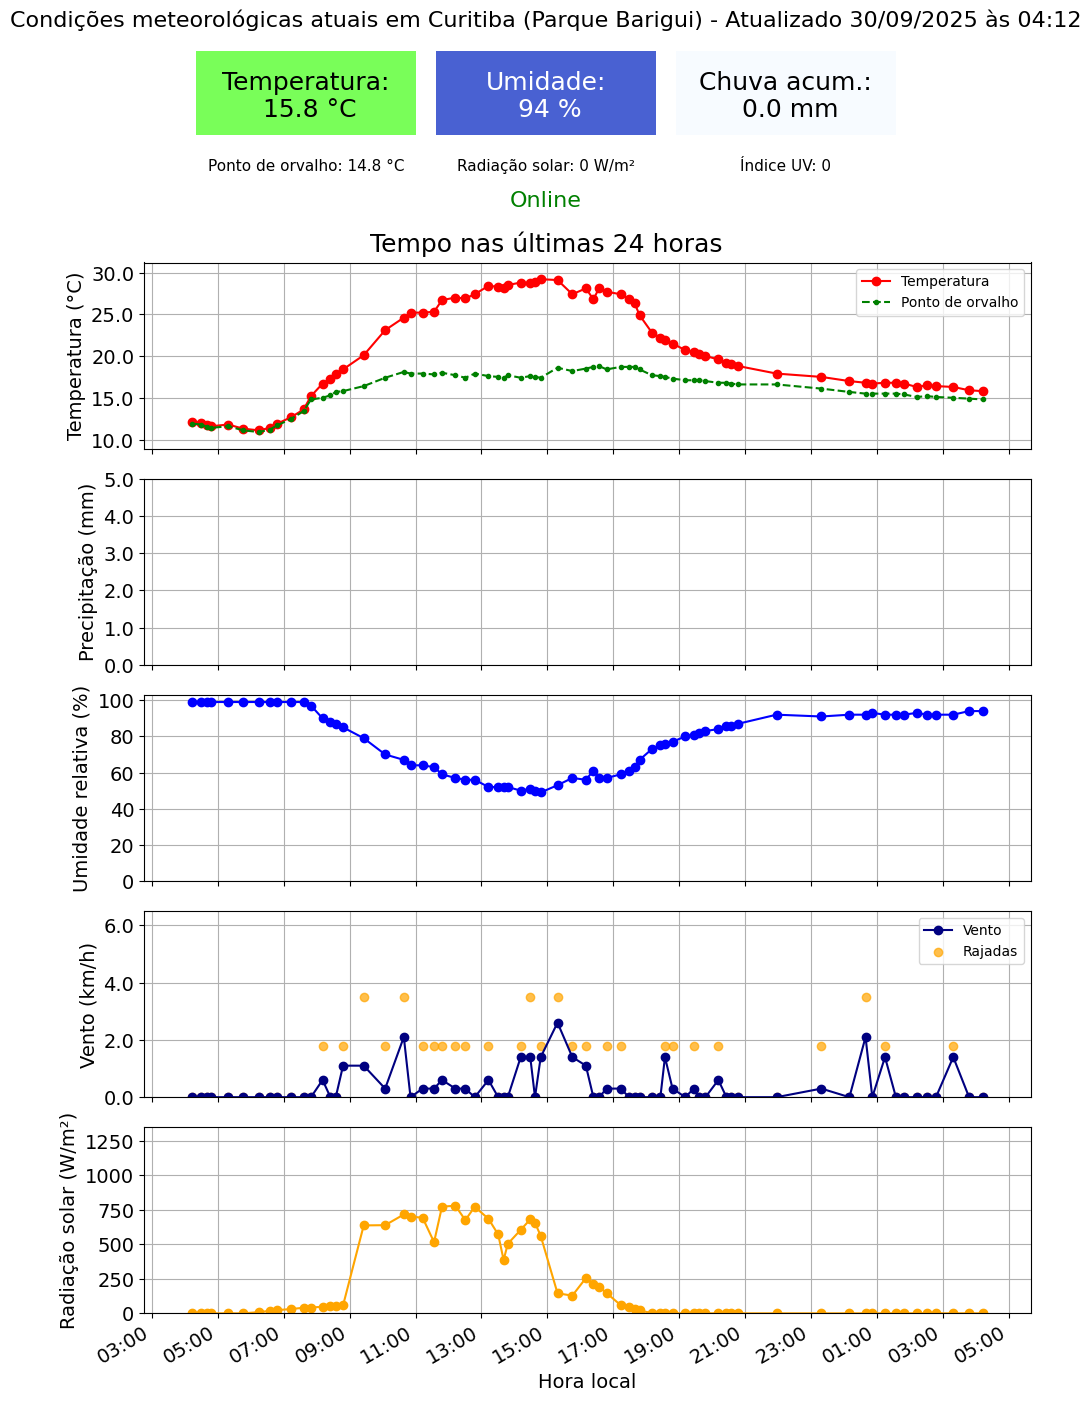 Condições meteorológicas atuais em Curitiba (Parque Barigui) - Atualizado 30/09/2025 às 04:12
Temperatura:
15.8 °C
Umidade:
94 %
Chuva acum.:
0.0 mm
Ponto de orvalho: 14.8 °C
Radiação solar: 0 W/m²
Índice UV: 0
Online
Tempo nas últimas 24 horas
Temperatura (°C)
30.0
25.0
20.0
15.0
10.0
Temperatura
Ponto de orvalho
Precipitação (mm)
5.0
4.0
3.0
2.0
1.0
0.0
Umidade relativa (%)
100
80
60
40
20
0
Vento (km/h)
6.0
4.0
2.0
0.0
Vento
Rajadas
Radiação solar (W/m²)
1250
1000
750
500
250
0
03:00
05:00
07:00
09:00
11:00
13:00
15:00
17:00
19:00
21:00
23:00
01:00
03:00
05:00
Hora local